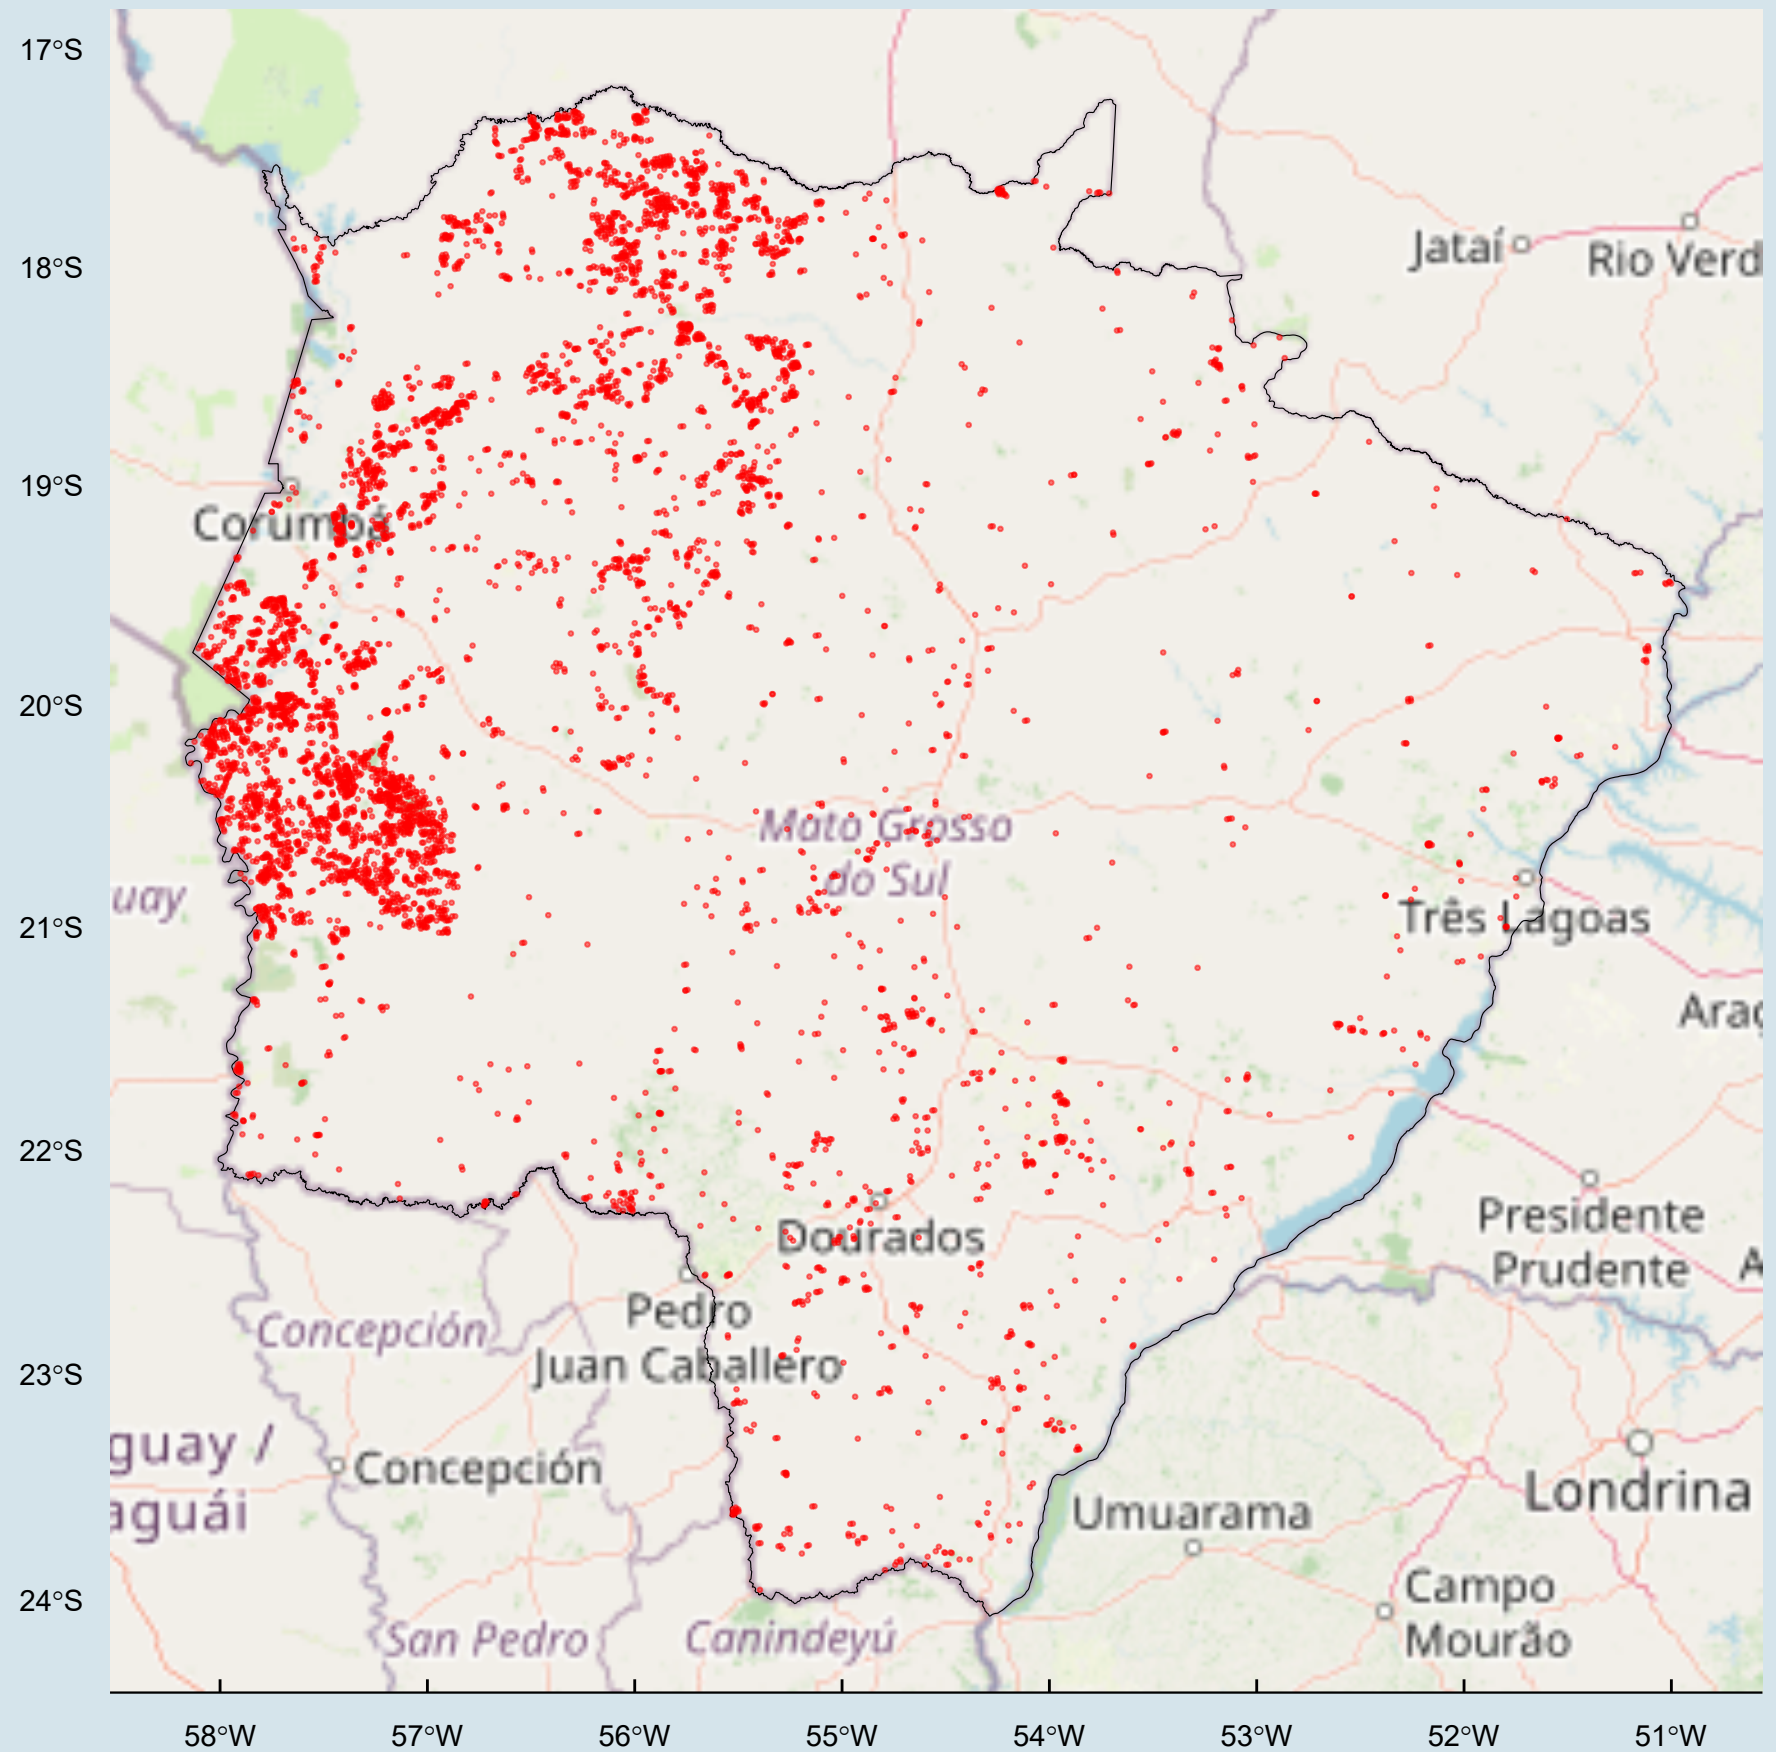 17°S
18°S
19°S
20°S
21°S
22°S
23°S
24°S
Jataí
Rio Verd
Corumbá
Mato Grosso
do Sul
uay
Três Lagoas
Araç
Presidente
Prudente
A
Dourados
Pedro
Juan Caballero
Concepción
guay /
aguái
Concepción
Umuarama
Londrina
Campo
Mourão
San Pedro
Canindeyú
58°W
57°W
56°W
55°W
54°W
53°W
52°W
51°W